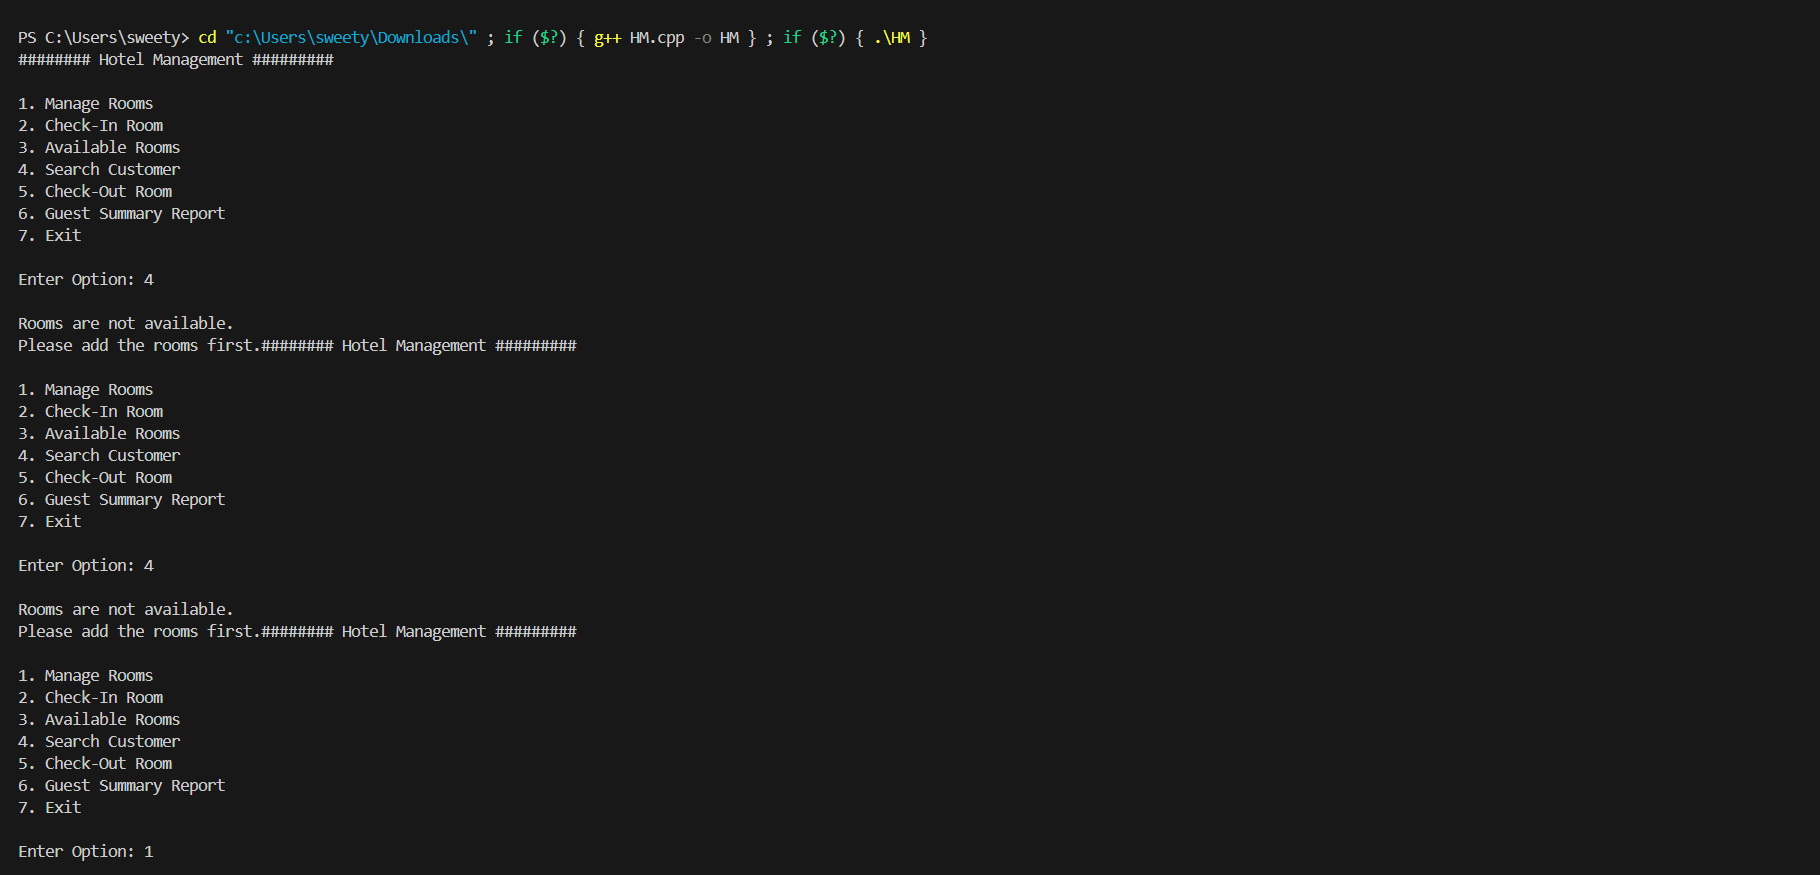 PS C:\Users\sweety> cd "c:\Users\sweety\Downloads\" ; if ($?) { g++ HM.cpp -o HM } ; if ($?) { .\HM }
######## Hotel Management #########
1. Manage Rooms
2. Check-In Room
3. Available Rooms
4. Search Customer
5. Check-Out Room
6. Guest Summary Report
7. Exit
Enter Option: 4
Rooms are not available.
Please add the rooms first.######## Hotel Management #########
1. Manage Rooms
2. Check-In Room
3. Available Rooms
4. Search Customer
5. Check-Out Room
6. Guest Summary Report
7. Exit
Enter Option: 4
Rooms are not available.
Please add the rooms first.######## Hotel Management #########
1. Manage Rooms
2. Check-In Room
3. Available Rooms
4. Search Customer
5. Check-Out Room
6. Guest Summary Report
7. Exit
Enter Option: 1